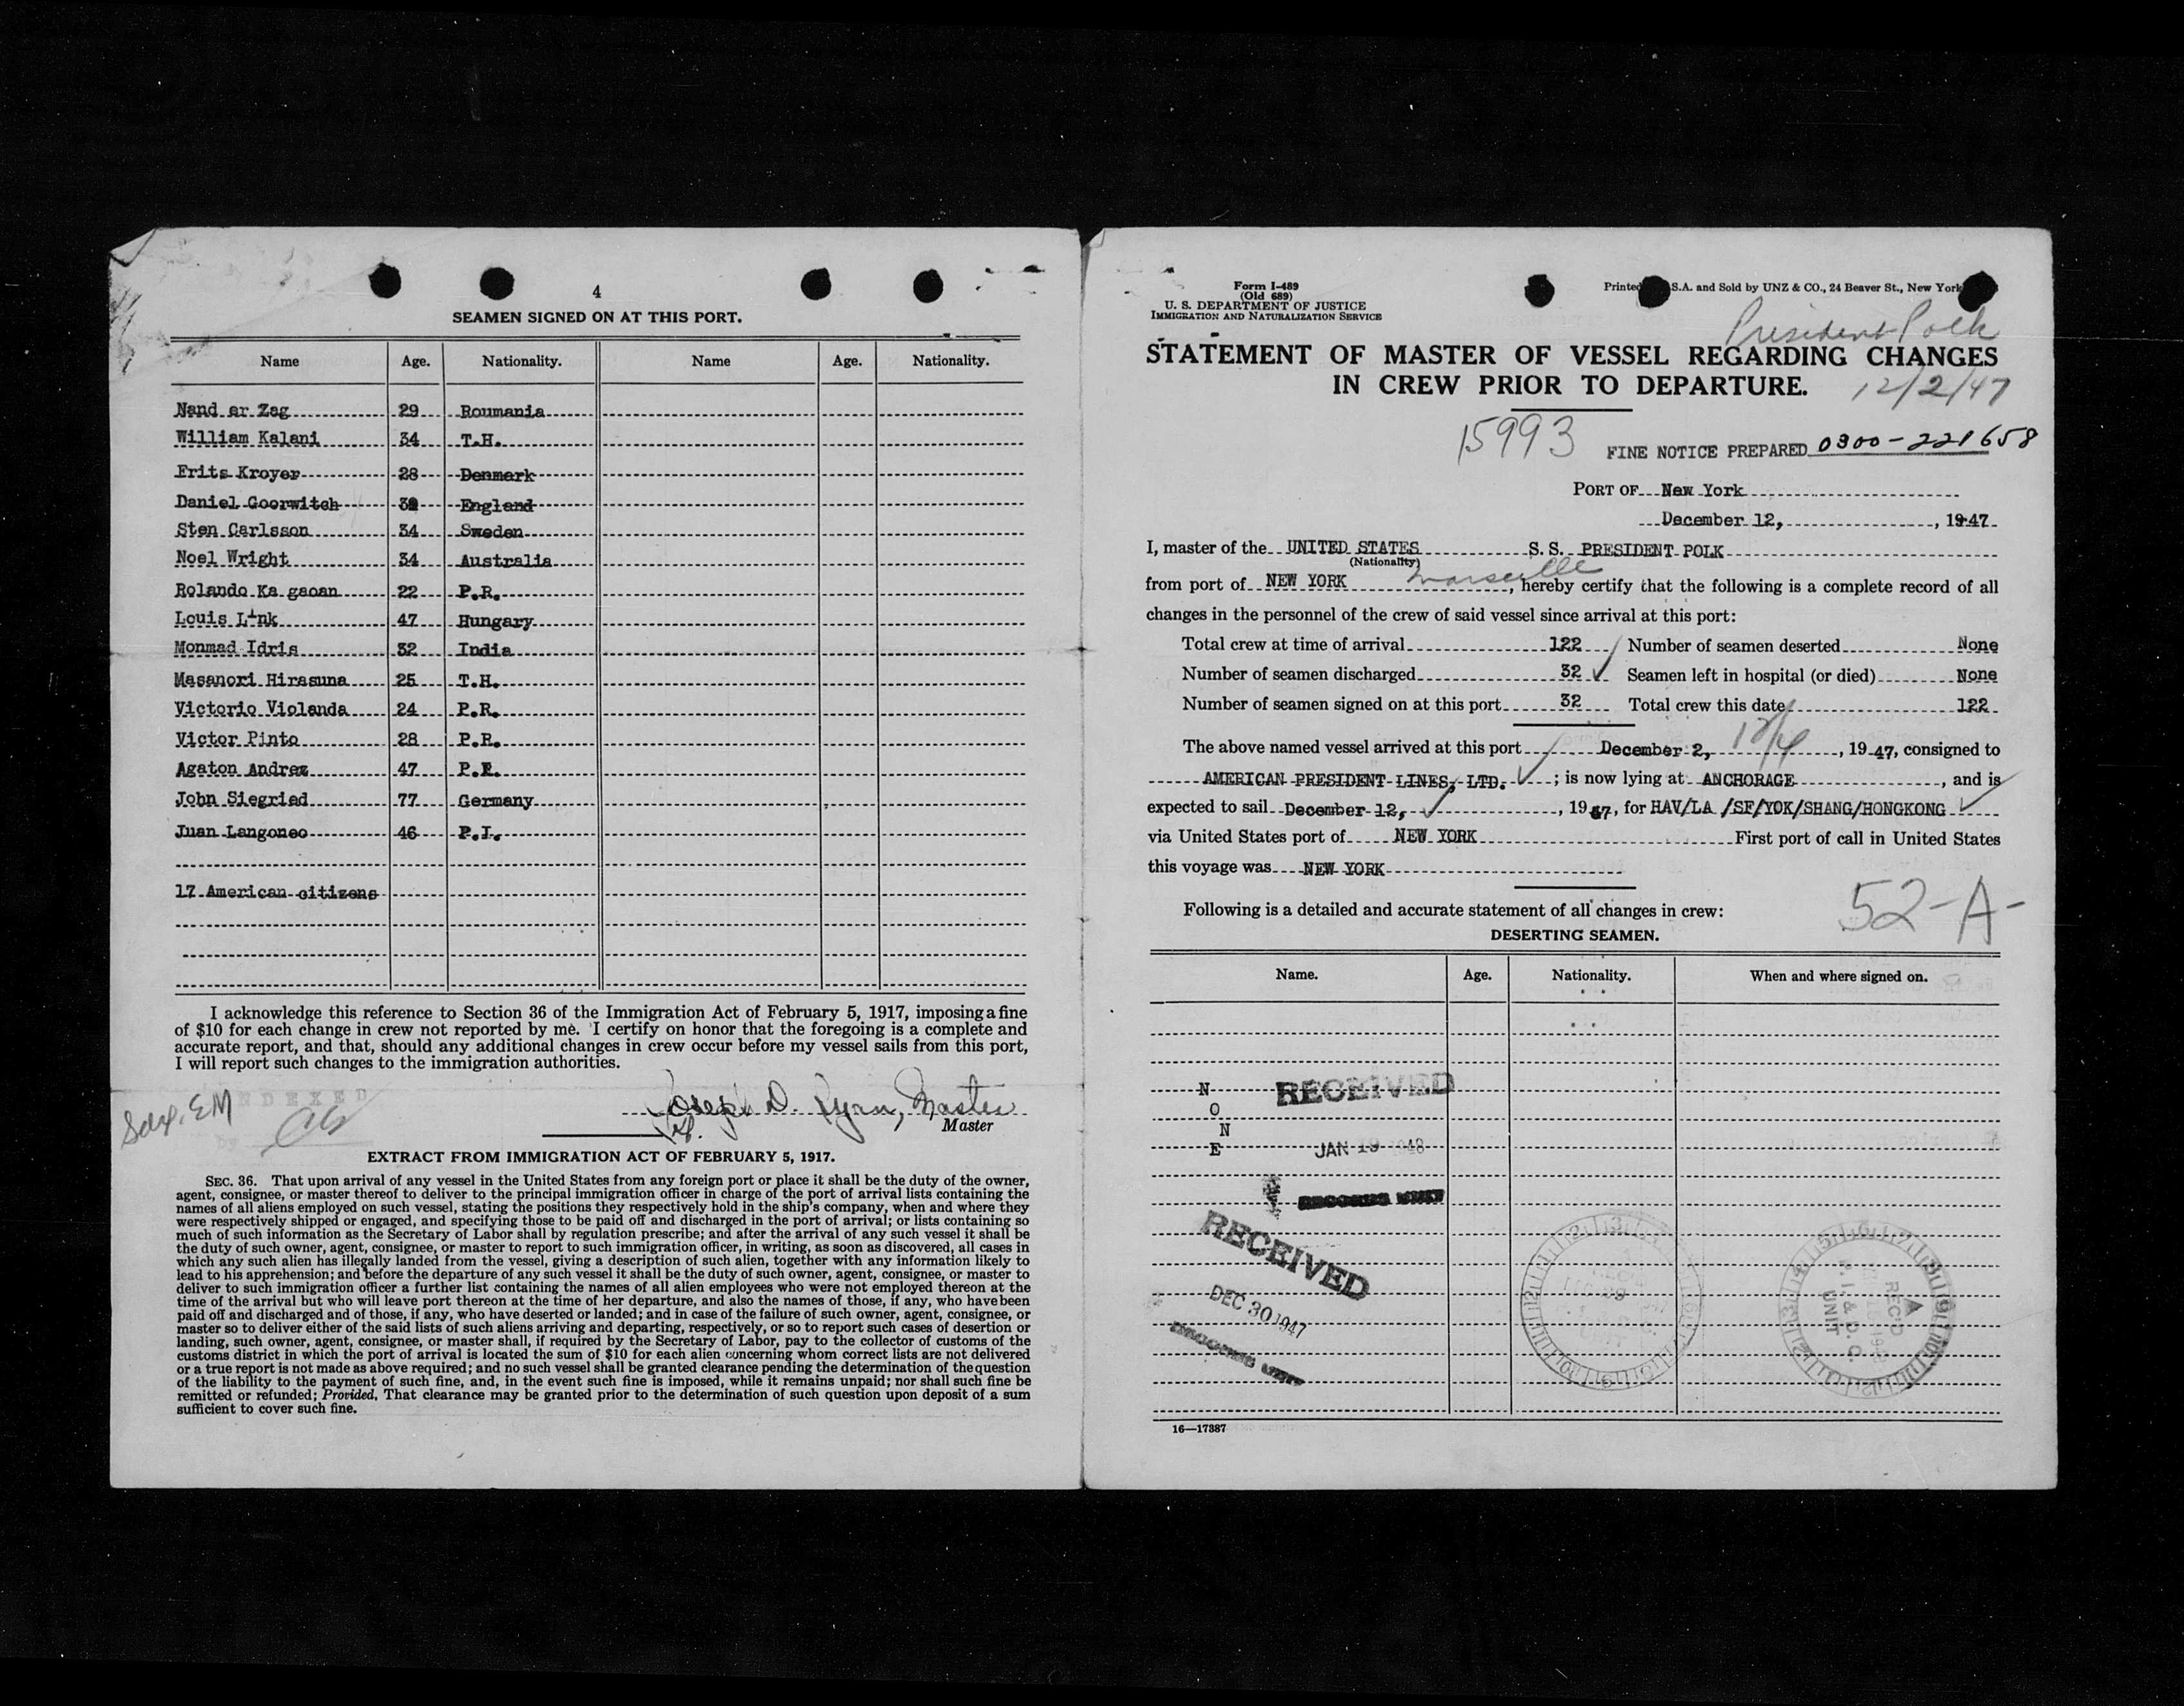 4
SEAMEN SIGNED ON AT THIS PORT.
Name Age. Nationality. Name Age. Nationality.
Nand er Zeg 29 Roumania
William Kalani 34 T.H.
Frits Kroyer 28 Denmark
Daniel Goorwitch England
Sten Carlsson 34 Sweden
Noel Wright 34 Australia
Rolando Ka gaoan 22 P.R.
Louis Link 47 Hungary
Monmad Idris 32 India
Masanori Hirasuna 25 T.H.
Victorio Violanda 24 P.R.
Victor Pinto 28 P.R.
Agaton Andrez 47 P.R.
John Siegried 77 Germany
Juan Langoneo 46 P.I.
17 American citizens
I acknowledge this reference to Section 36 of the Immigration Act of February 5, 1917, imposing a fine
of $10 for each change in crew not reported by me. I certify on honor that the foregoing is a complete and
accurate report, and that, should any additional changes in crew occur before my vessel sails from this port,
I will report such changes to the immigration authorities.
INDEXED
EM
Joseph D. Ryan, Master
Master
EXTRACT FROM IMMIGRATION ACT OF FEBRUARY 5, 1917.
SEC. 36. That upon arrival of any vessel in the United States from any foreign port or place it shall be the duty of the owner,
agent, consignee, or master thereof to deliver to the principal immigration officer in charge of the port of arrival lists containing the
names of all aliens employed on such vessel, stating the positions they respectively hold in the ship's company, when and where they
were respectively shipped or engaged, and specifying those to be paid off and discharged in the port of arrival; or lists containing so
much of such information as the Secretary of Labor shall by regulation prescribe; and after the arrival of any such vessel it shall be
the duty of such owner, agent, consignee, or master to report to such immigration officer, in writing, as soon as discovered, all cases in
which any such alien has illegally landed from the vessel, giving a description of such alien, together with any information likely to
lead to his apprehension; and before the departure of any such vessel it shall be the duty of such owner, agent, consignee, or master to
deliver to such immigration officer a further list containing the names of all alien employees who were not employed thereon at the
time of the arrival but who will leave port thereon at the time of her departure, and also the names of those, if any, who have been
paid off and discharged and of those, if any, who have deserted or landed; and in case of the failure of such owner, agent, consignee, or
master so to deliver either of the said lists of such aliens arriving and departing, respectively, or so to report such cases of desertion or
landing, such owner, agent, consignee, or master shall, if required by the Secretary of Labor, pay to the collector of customs of the
customs district in which the port of arrival is located the sum of $10 for each alien concerning whom correct lists are not delivered
or a true report is not made as above required; and no such vessel shall be granted clearance pending the determination of the question
of the liability to the payment of such fine, and, in the event such fine is imposed, while it remains unpaid; nor shall such fine be
remitted or refunded; Provided, That clearance may be granted prior to the determination of such question upon deposit of a sum
sufficient to cover such fine.
Form I-489
(Old 689)
U. S. DEPARTMENT OF JUSTICE
IMMIGRATION AND NATURALIZATION SERVICE
Printed S.A. and Sold by UNZ & CO., 24 Beaver St., New York
President Polk
STATEMENT OF MASTER OF VESSEL REGARDING CHANGES
IN CREW PRIOR TO DEPARTURE.
12/2/47
15993
FINE NOTICE PREPARED 0300-221658
PORT OF New York
December 12, 1947
I, master of the UNITED STATES S. S. PRESIDENT POLK
(Nationality)
Marseille
from port of NEW YORK, hereby certify that the following is a complete record of all
changes in the personnel of the crew of said vessel since arrival at this port:
Total crew at time of arrival 122 Number of seamen deserted None
Number of seamen discharged 32 Seamen left in hospital (or died) None
Number of seamen signed on at this port 32 Total crew this date 122
The above named vessel arrived at this port December 2, 12/4, 1947, consigned to
AMERICAN PRESIDENT LINES, LTD.; is now lying at ANCHORAGE, and is
expected to sail December 12, 1947, for HAV/LA /SF/YOK/SHANG/HONGKONG
via United States port of NEW YORK First port of call in United States
this voyage was NEW YORK
52-A-
Following is a detailed and accurate statement of all changes in crew:
DESERTING SEAMEN.
Name. Age. Nationality. When and where signed on.
N
O
N
E
RECEIVED
JAN 19 1948
RECORDS UNIT
RECEIVED
DEC 30 1947
RECORDS UNIT
DEC 29
A
REC'D
P. I. & D. O.
UNIT
16—17387